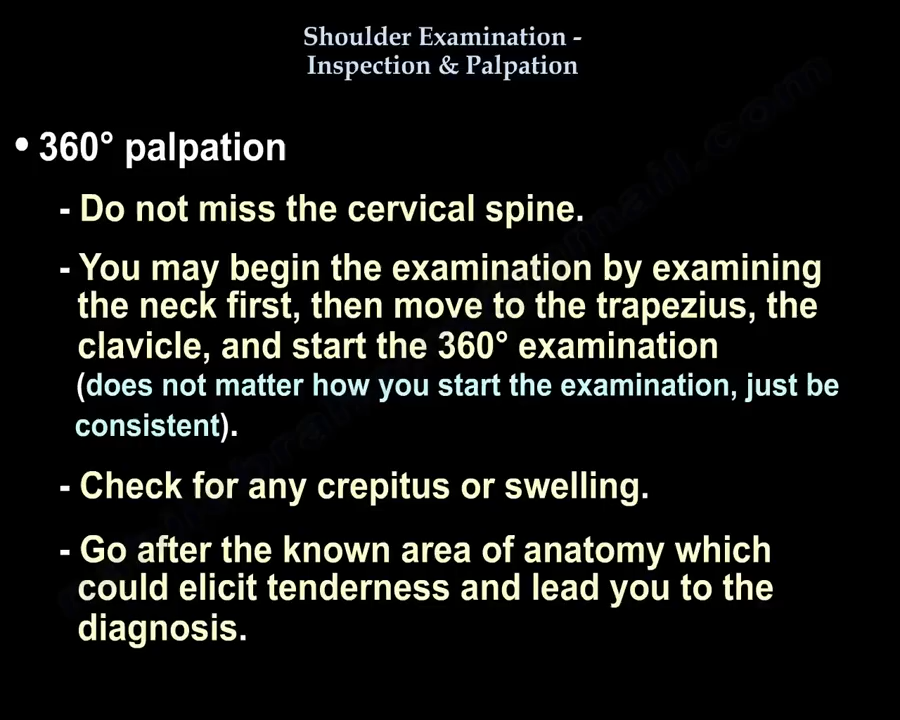 Shoulder Examination -
Inspection & Palpation
• 360° palpation
- Do not miss the cervical spine.
- You may begin the examination by examining
the neck first, then move to the trapezius, the
clavicle, and start the 360° examination
(does not matter how you start the examination, just be
consistent).
- Check for any crepitus or swelling.
- Go after the known area of anatomy which
could elicit tenderness and lead you to the
diagnosis.